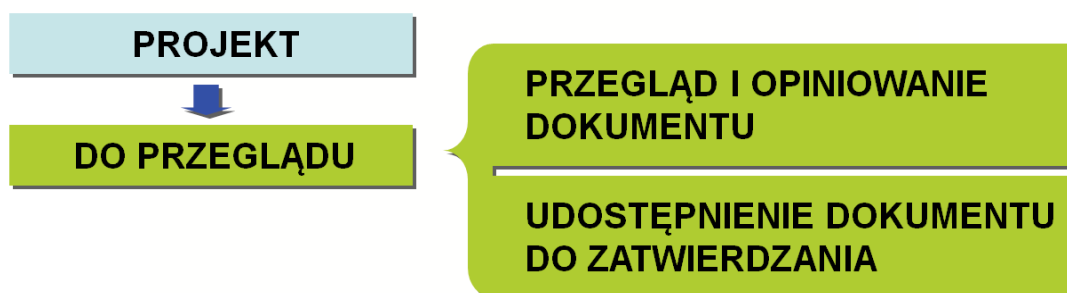 PROJEKT
DO PRZEGLĄDU
PRZEGLĄD I OPINIOWANIE
DOKUMENTU
UDOSTĘPNIENIE DOKUMENTU
DO ZATWIERDZANIA